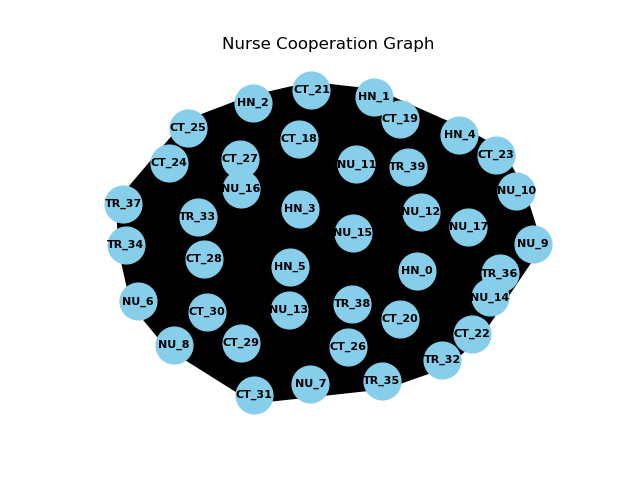 Nurse Cooperation Graph
CT_21
HN_1
HN_2
CT_19
CT_25
HN_4
CT_18
CT_23
CT_27
CT_24
NU_11
TR_39
NU_16
NU_10
TR_37
HN_3
NU_12
TR_33
NU_17
NU_15
TR_34
NU_9
CT_28
HN_5
HN_0
TR_36
NU_14
NU_6
TR_38
NU_13
CT_30
CT_20
CT_22
CT_29
NU_8
CT_26
TR_32
TR_35
NU_7
CT_31